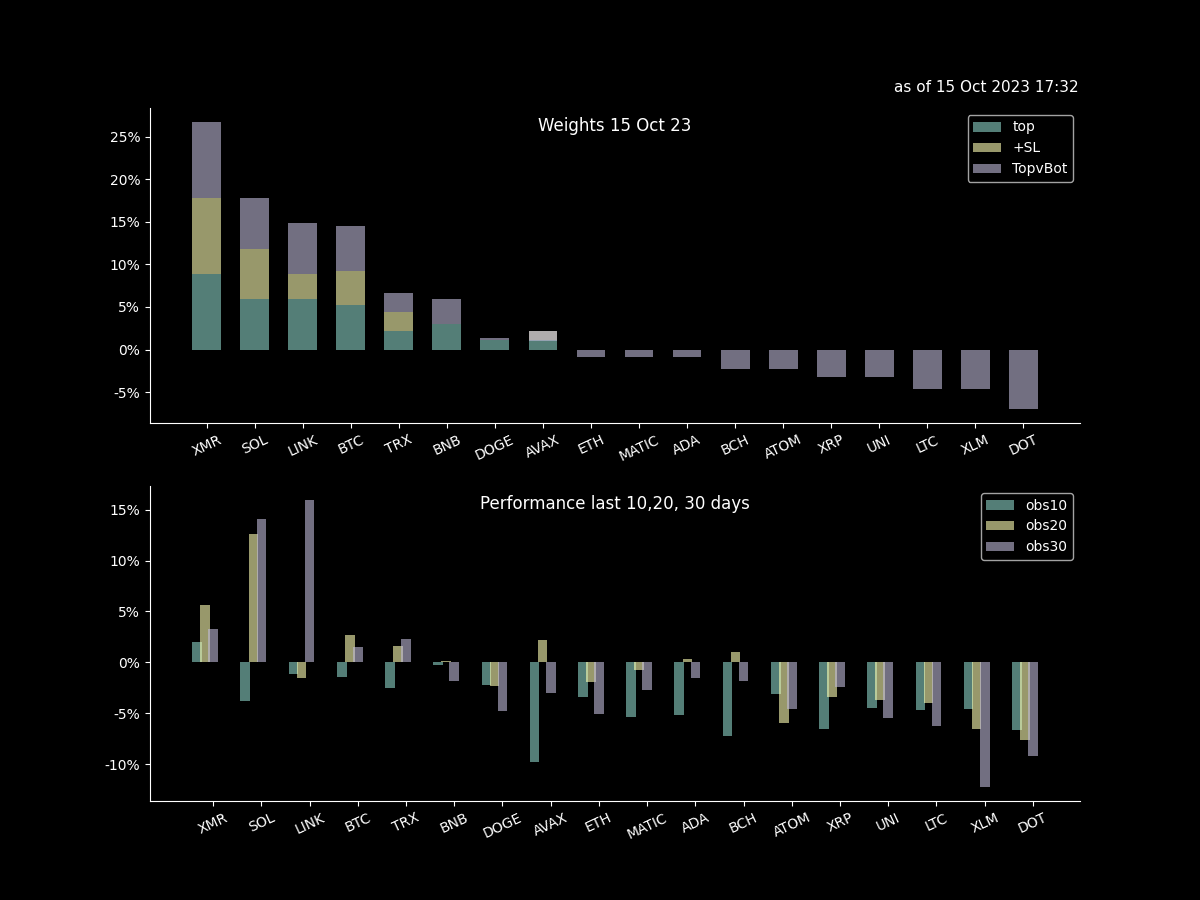 as of 15 Oct 2023 17:32
Weights 15 Oct 23
top
+SL
TopvBot
25%
20%
15%
10%
5%
0%
-5%
XMR SOL LINK BTC TRX BNB DOGE AVAX ETH MATIC ADA BCH ATOM XRP UNI LTC XLM DOT
Performance last 10,20, 30 days
obs10
obs20
obs30
15%
10%
5%
0%
-5%
-10%
XMR SOL LINK BTC TRX BNB DOGE AVAX ETH MATIC ADA BCH ATOM XRP UNI LTC XLM DOT